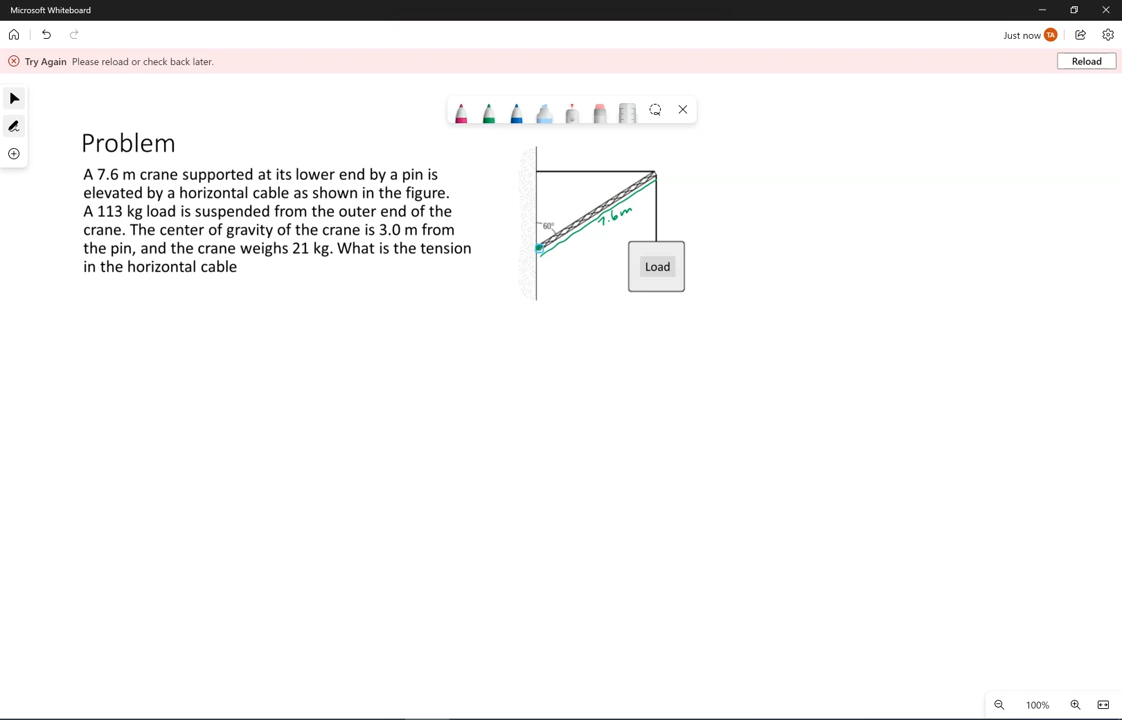 Microsoft Whiteboard
Just now TA
Try Again Please reload or check back later.
Reload
Problem
A 7.6 m crane supported at its lower end by a pin is
elevated by a horizontal cable as shown in the figure.
A 113 kg load is suspended from the outer end of the
crane. The center of gravity of the crane is 3.0 m from
the pin, and the crane weighs 21 kg. What is the tension
in the horizontal cable
60°
7.6m
Load
100%